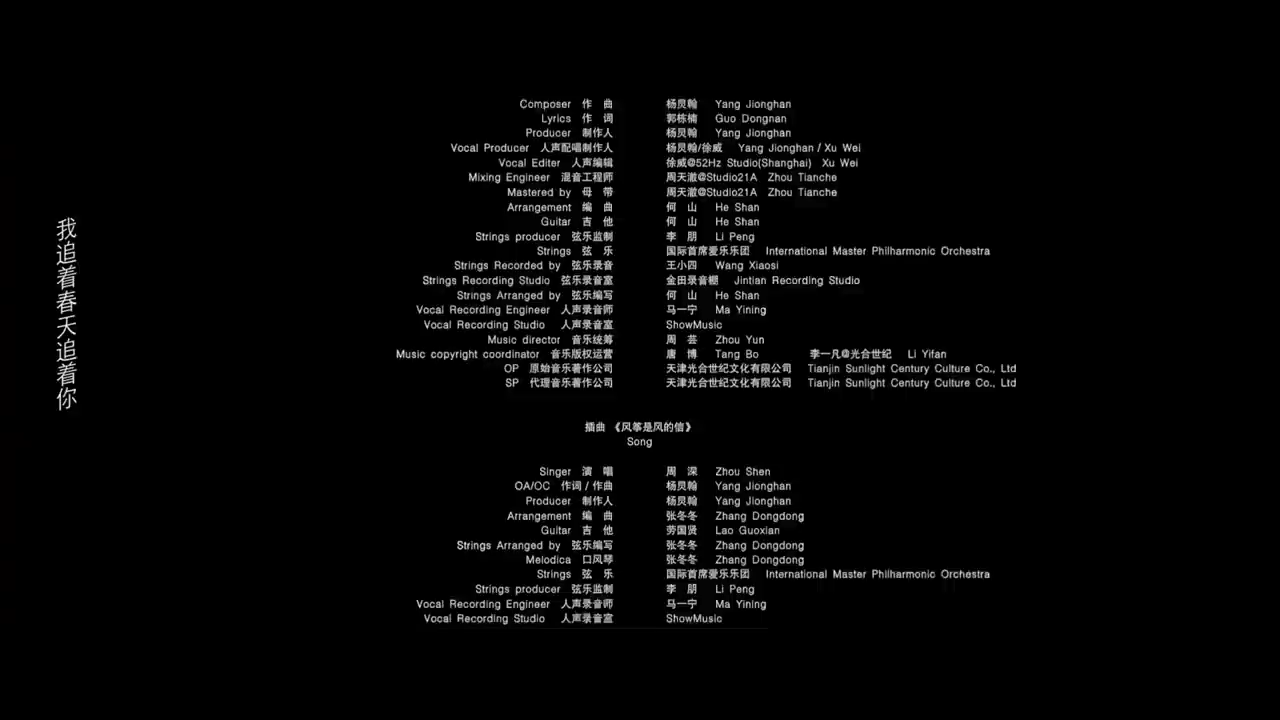 我追着春天追着你
Composer 作 曲 杨炅翰 Yang Jionghan
Lyrics 作 词 郭栋楠 Guo Dongnan
Producer 制作人 杨炅翰 Yang Jionghan
Vocal Producer 人声配唱制作人 杨炅翰/徐威 Yang Jionghan / Xu Wei
Vocal Editer 人声编辑 徐威@52Hz Studio(Shanghai) Xu Wei
Mixing Engineer 混音工程师 周天澈@Studio21A Zhou Tianche
Mastered by 母 带 周天澈@Studio21A Zhou Tianche
Arrangement 编 曲 何 山 He Shan
Guitar 吉 他 何 山 He Shan
Strings producer 弦乐监制 李 朋 Li Peng
Strings 弦 乐 国际首席爱乐乐团 International Master Philharmonic Orchestra
Strings Recorded by 弦乐录音 王小四 Wang Xiaosi
Strings Recording Studio 弦乐录音室 金田录音棚 Jintian Recording Studio
Strings Arranged by 弦乐编写 何 山 He Shan
Vocal Recording Engineer 人声录音师 马一宁 Ma Yining
Vocal Recording Studio 人声录音室 ShowMusic
Music director 音乐统筹 周 芸 Zhou Yun
Music copyright coordinator 音乐版权运营 唐 博 Tang Bo 李一凡@光合世纪 Li Yifan
OP 原始音乐著作公司 天津光合世纪文化有限公司 Tianjin Sunlight Century Culture Co., Ltd
SP 代理音乐著作公司 天津光合世纪文化有限公司 Tianjin Sunlight Century Culture Co., Ltd
插曲 《风筝是风的信》
Song
Singer 演 唱 周 深 Zhou Shen
OA/OC 作词 / 作曲 杨炅翰 Yang Jionghan
Producer 制作人 杨炅翰 Yang Jionghan
Arrangement 编 曲 张冬冬 Zhang Dongdong
Guitar 吉 他 劳国贤 Lao Guoxian
Strings Arranged by 弦乐编写 张冬冬 Zhang Dongdong
Melodica 口风琴 张冬冬 Zhang Dongdong
Strings 弦 乐 国际首席爱乐乐团 International Master Philharmonic Orchestra
Strings producer 弦乐监制 李 朋 Li Peng
Vocal Recording Engineer 人声录音师 马一宁 Ma Yining
Vocal Recording Studio 人声录音室 ShowMusic